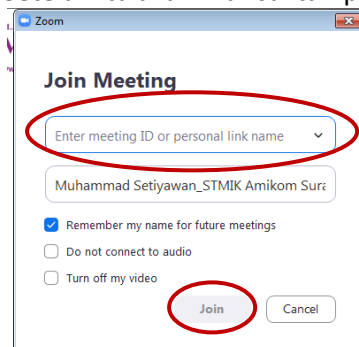 Zoom
Join Meeting
Enter meeting ID or personal link name
Muhammad Setiyawan_STMIK Amikom Sura
Remember my name for future meetings
Do not connect to audio
Turn off my video
Join
Cancel